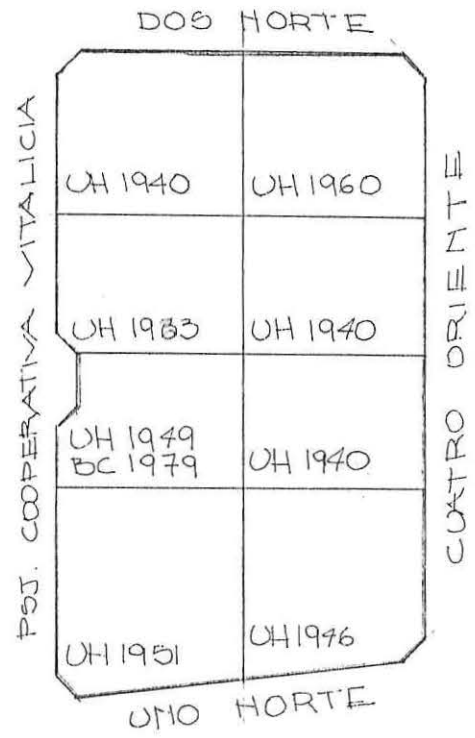 DOS NORTE
PSJ. COOPERATIVA VITALICIA
CUATRO ORIENTE
UH 1940
UH 1960
UH 1933
UH 1940
UH 1949
BC 1979
UH 1940
UH 1951
UH 1946
UNO NORTE